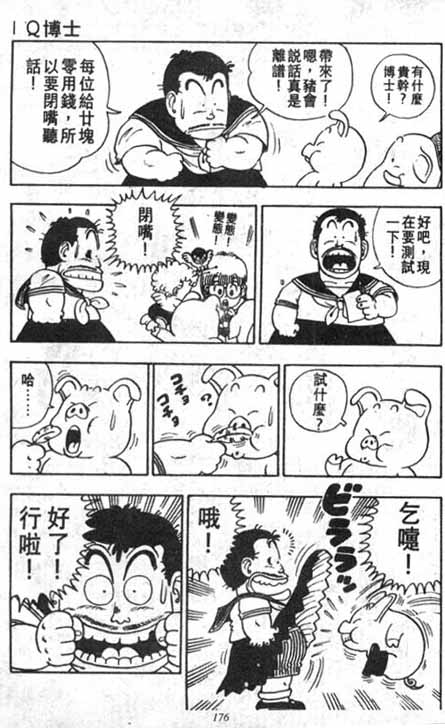 I Q博士
有什麼
貴幹？
博士！
帶來了！
嗯，豬會
說話真是
離譜！
每位給廿塊
零用錢，所
以要閉嘴聽
話！
好吧，現
在要測試
一下！
變態！
變態！
閉嘴！
試什麼？
コチョ
コチョ
哈……
乞嚏！
ビラララッ
哦！
好了！
行啦！
176